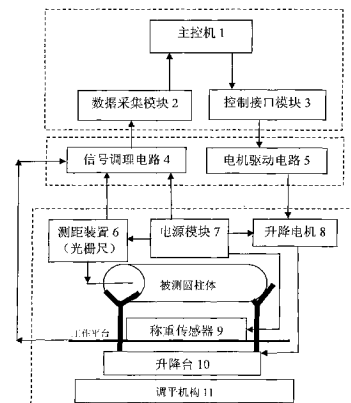 主控机 1
数据采集模块 2
控制接口模块 3
信号调理电路 4
电机驱动电路 5
测距装置 6
（光栅尺）
电源模块 7
升降电机 8
被测圆柱体
工作平台
称重传感器 9
升降台 10
调平机构 11